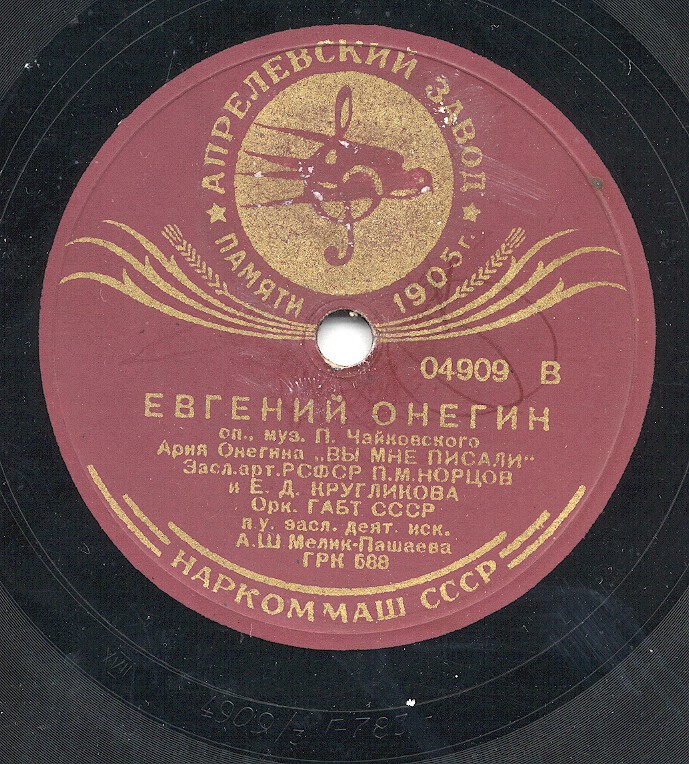 АПРЕЛЕВСКИЙ ЗАВОД
ПАМЯТИ 1905 г.
04909 В
ЕВГЕНИЙ ОНЕГИН
оп., муз. П. Чайковского
Ария Онегина „ВЫ МНЕ ПИСАЛИ“
Засл.арт.РСФСР П.М.НОРЦОВ
и Е. Д. КРУГЛИКОВА
Орк. ГАБТ СССР
п.у. засл. деят. иск.
А.Ш Мелик-Пашаева
ГРК 688
НАРКОММАШ СССР
XVIII